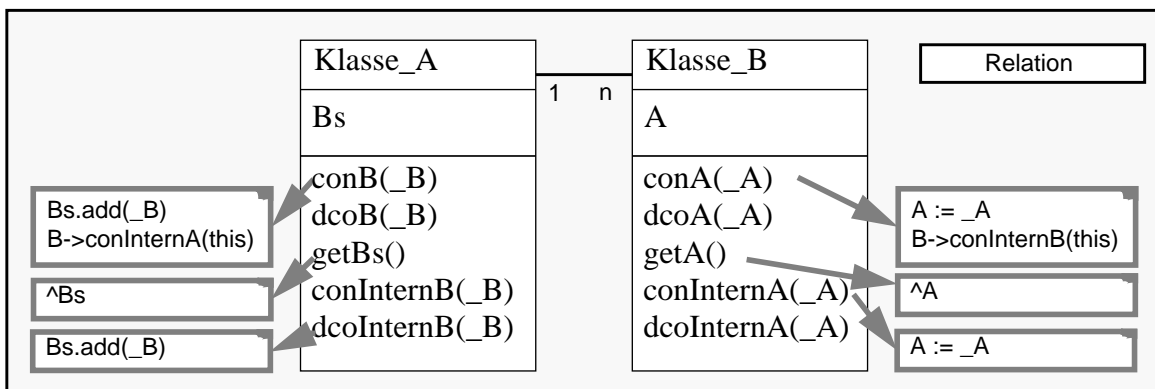 Klasse_A
Klasse_B
Relation
1
n
Bs
A
conB(_B)
dcoB(_B)
getBs()
conInternB(_B)
dcoInternB(_B)
conA(_A)
dcoA(_A)
getA()
conInternA(_A)
dcoInternA(_A)
Bs.add(_B)
B->conInternA(this)
^Bs
Bs.add(_B)
A := _A
B->conInternB(this)
^A
A := _A